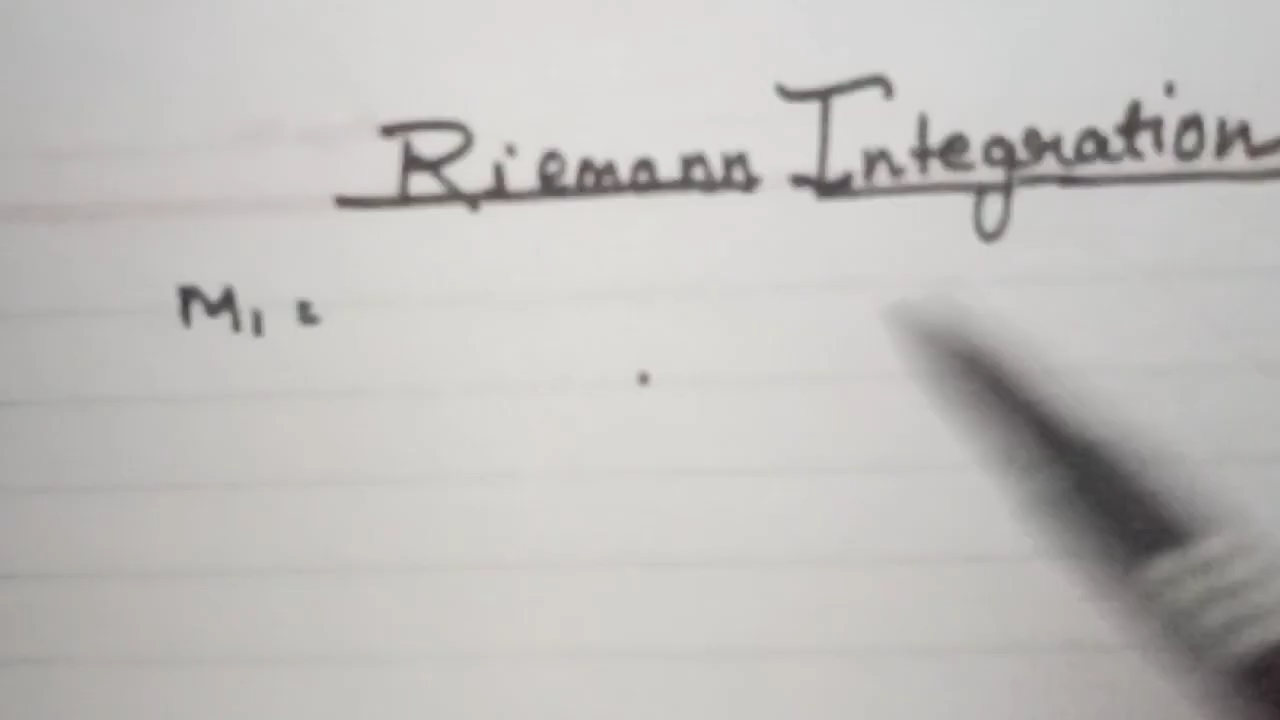 Riemann Integration
M1 =